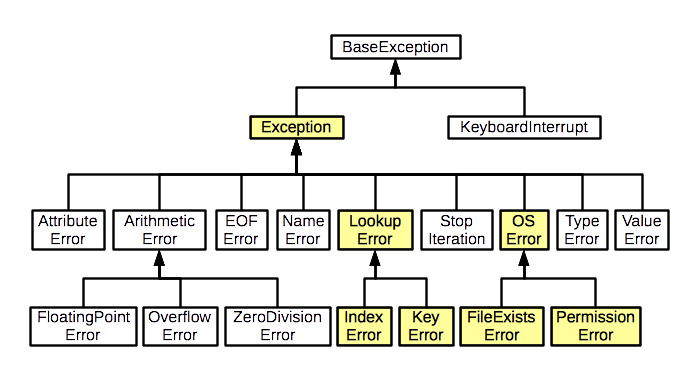 BaseException
Exception
KeyboardInterrupt
Attribute
Error
Arithmetic
Error
EOF
Error
Name
Error
Lookup
Error
Stop
Iteration
OS
Error
Type
Error
Value
Error
FloatingPoint
Error
Overflow
Error
ZeroDivision
Error
Index
Error
Key
Error
FileExists
Error
Permission
Error